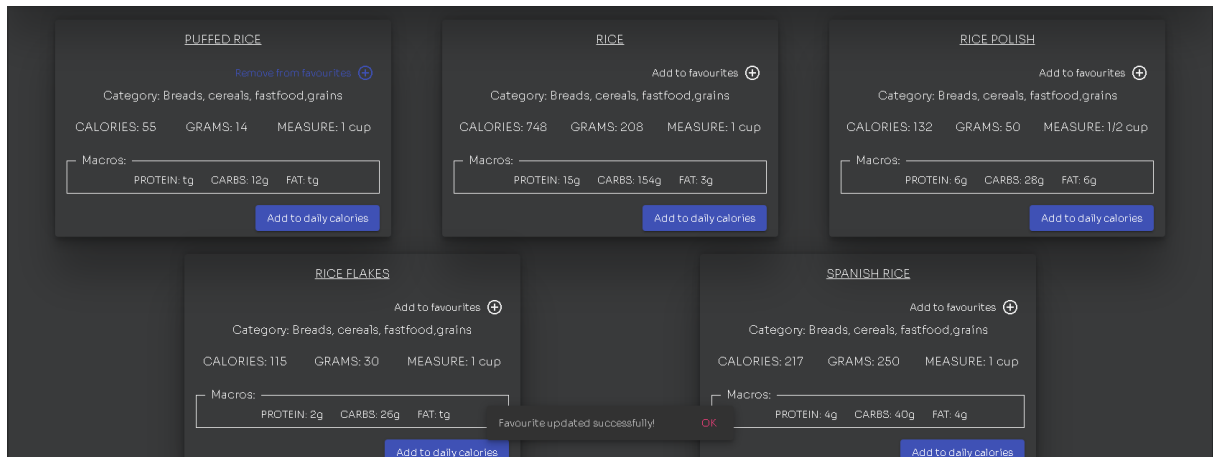 PUFFED RICE
Remove from favourites
Category: Breads, cereals, fastfood,grains
CALORIES: 55 GRAMS: 14 MEASURE: 1 cup
Macros:
PROTEIN: tg CARBS: 12g FAT: tg
Add to daily calories
RICE
Add to favourites
Category: Breads, cereals, fastfood,grains
CALORIES: 748 GRAMS: 208 MEASURE: 1 cup
Macros:
PROTEIN: 15g CARBS: 154g FAT: 3g
Add to daily calories
RICE POLISH
Add to favourites
Category: Breads, cereals, fastfood,grains
CALORIES: 132 GRAMS: 50 MEASURE: 1/2 cup
Macros:
PROTEIN: 6g CARBS: 28g FAT: 6g
Add to daily calories
RICE FLAKES
Add to favourites
Category: Breads, cereals, fastfood,grains
CALORIES: 115 GRAMS: 30 MEASURE: 1 cup
Macros:
PROTEIN: 2g CARBS: 26g FAT: tg
Add to daily calories
SPANISH RICE
Add to favourites
Category: Breads, cereals, fastfood,grains
CALORIES: 217 GRAMS: 250 MEASURE: 1 cup
Macros:
PROTEIN: 4g CARBS: 40g FAT: 4g
Add to daily calories
Favourite updated successfully! OK